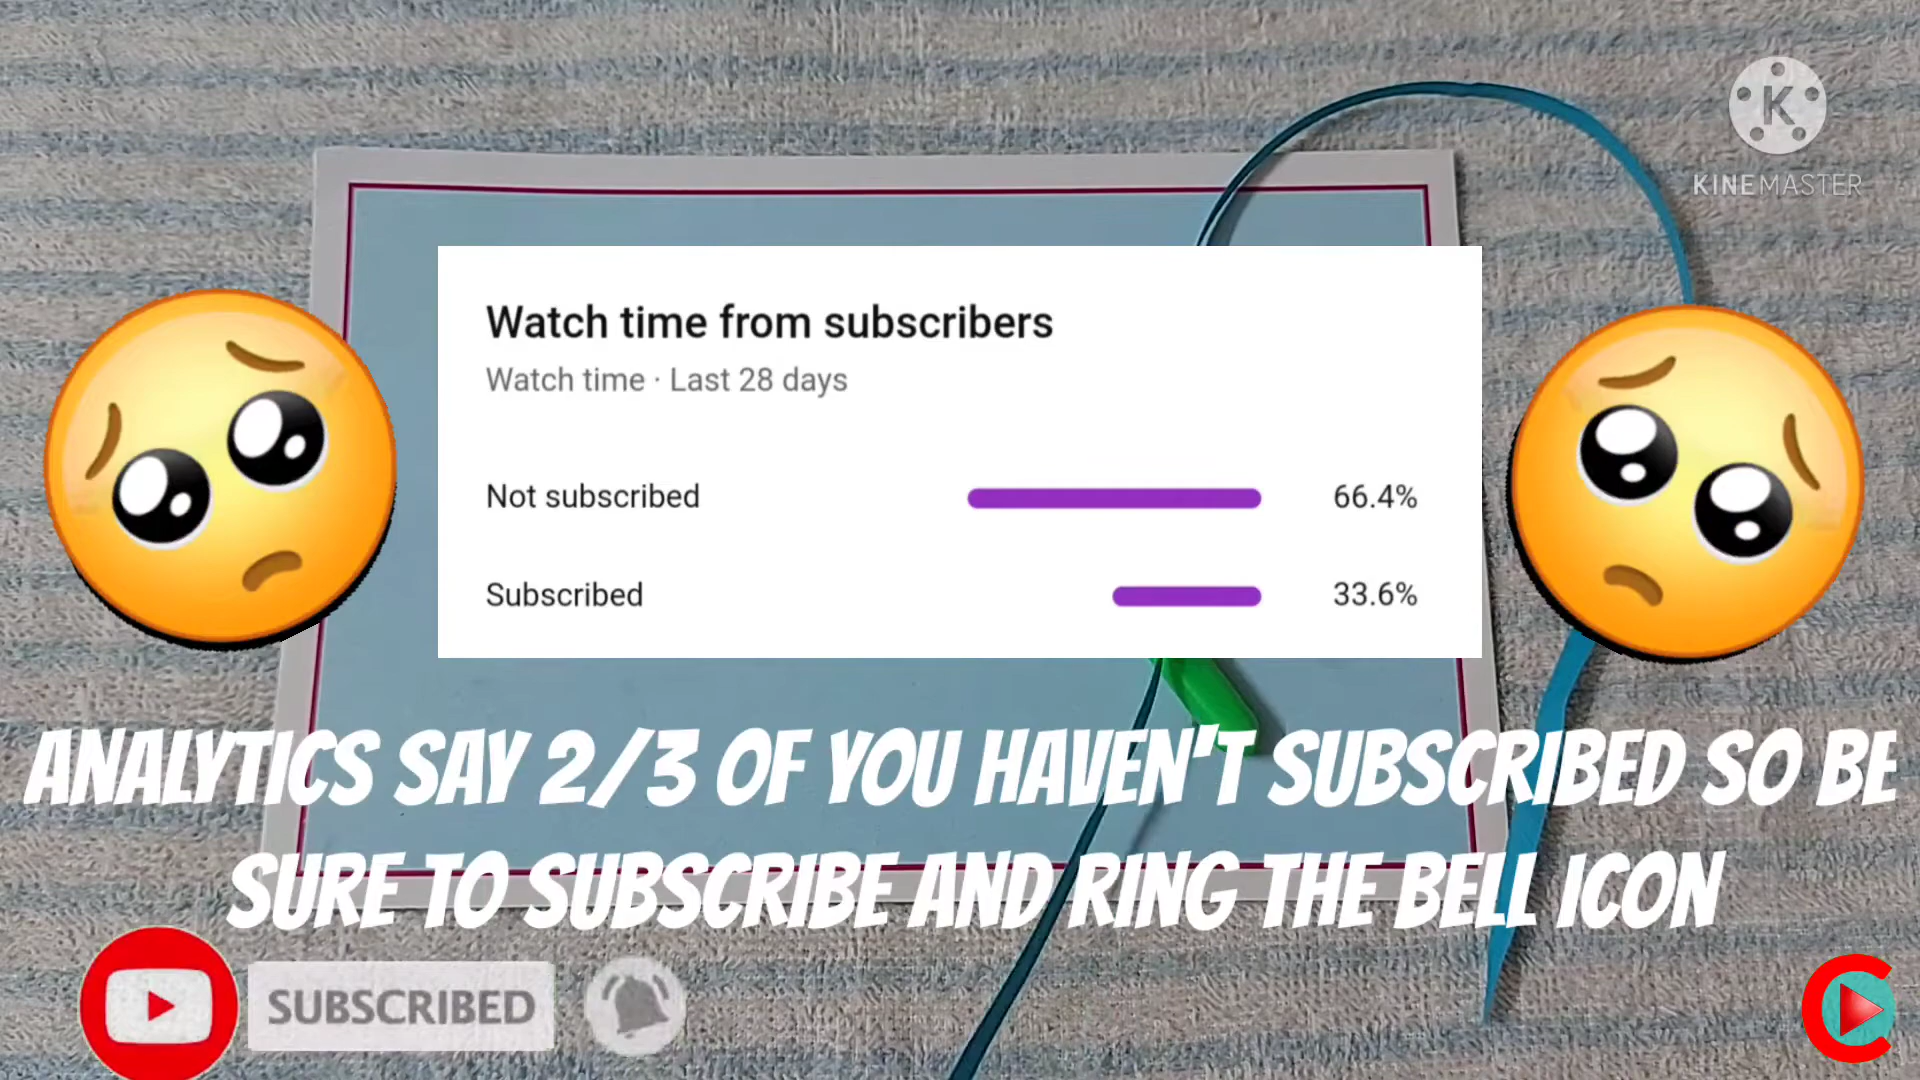 KINEMASTER
Watch time from subscribers
Watch time · Last 28 days
Not subscribed 66.4%
Subscribed 33.6%
ANALYTICS SAY 2/3 OF YOU HAVEN'T SUBSCRIBED SO BE
SURE TO SUBSCRIBE AND RING THE BELL ICON
SUBSCRIBED